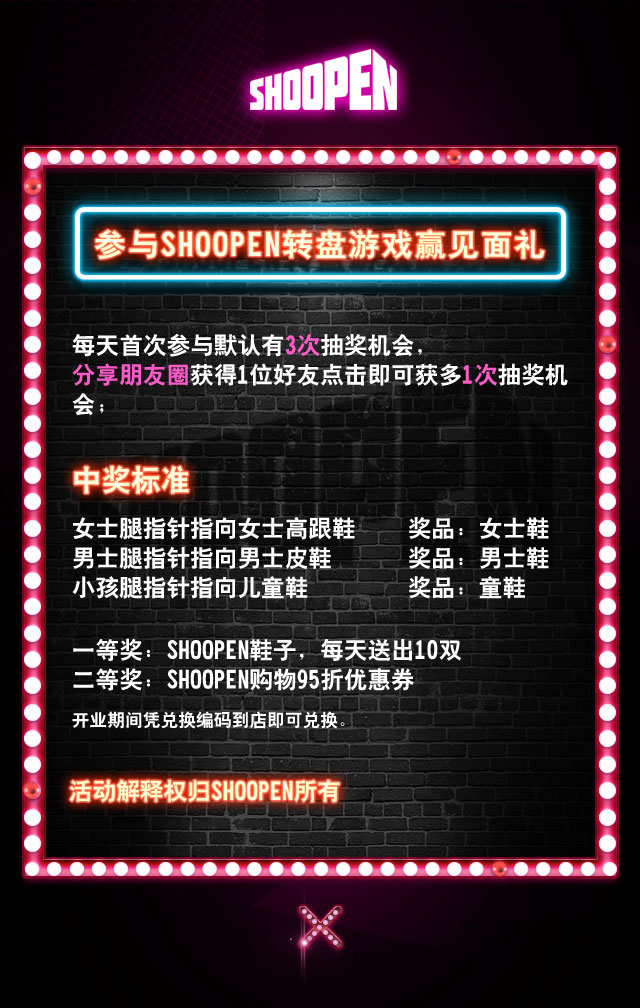 SHOOPEN
参与SHOOPEN转盘游戏赢见面礼
每天首次参与默认有3次抽奖机会，
分享朋友圈获得1位好友点击即可获多1次抽奖机
会；
中奖标准
女士腿指针指向女士高跟鞋 奖品：女士鞋
男士腿指针指向男士皮鞋 奖品：男士鞋
小孩腿指针指向儿童鞋 奖品：童鞋
一等奖：SHOOPEN鞋子，每天送出10双
二等奖：SHOOPEN购物95折优惠券
开业期间凭兑换编码到店即可兑换。
活动解释权归SHOOPEN所有